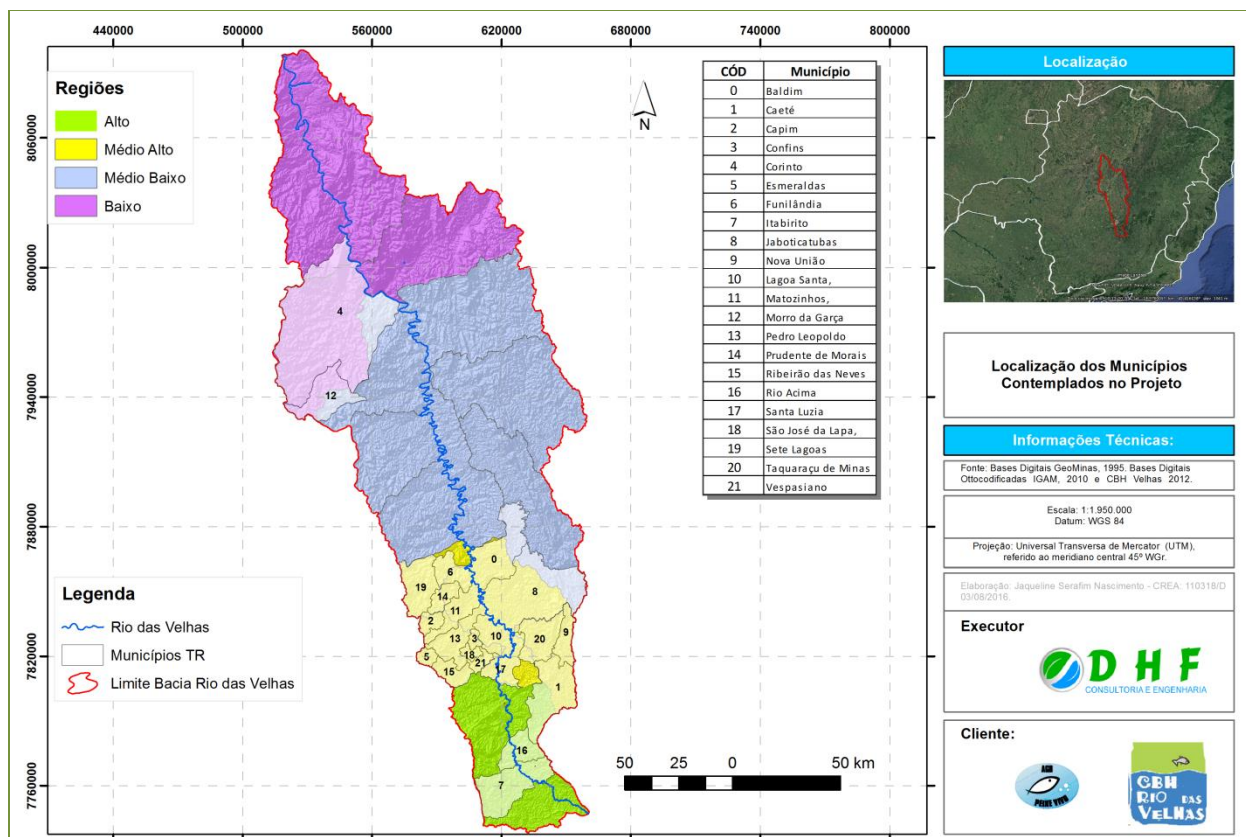 440000 500000 560000 620000 680000 740000 800000
8060000
8000000
7940000
7880000
7820000
7760000
Regiões
Alto
Médio Alto
Médio Baixo
Baixo
N
CÓD Município
0 Baldim
1 Caeté
2 Capim
3 Confins
4 Corinto
5 Esmeraldas
6 Funilândia
7 Itabirito
8 Jaboticatubas
9 Nova União
10 Lagoa Santa,
11 Matozinhos,
12 Morro da Garça
13 Pedro Leopoldo
14 Prudente de Morais
15 Ribeirão das Neves
16 Rio Acima
17 Santa Luzia
18 São José da Lapa,
19 Sete Lagoas
20 Taquaraçu de Minas
21 Vespasiano
4
12
0
6
19
8
14
11
2
9
10
13
3
20
18
5
21
17
15
1
16
7
Legenda
Rio das Velhas
Municípios TR
Limite Bacia Rio das Velhas
50 25 0 50 km
Localização
Localização dos Municípios
Contemplados no Projeto
Informações Técnicas:
Fonte: Bases Digitais GeoMinas, 1995. Bases Digitais
Ottocodificadas IGAM, 2010 e CBH Velhas 2012.
Escala: 1:1.950.000
Datum: WGS 84
Projeção: Universal Transversa de Mercator (UTM),
referido ao meridiano central 45º WGr.
Elaboração: Jaqueline Serafim Nascimento - CREA: 110318/D
03/08/2016.
Executor
DHF
CONSULTORIA E ENGENHARIA
Cliente:
AGB
PEIXE VIVO
CBH
RIO DAS
VELHAS